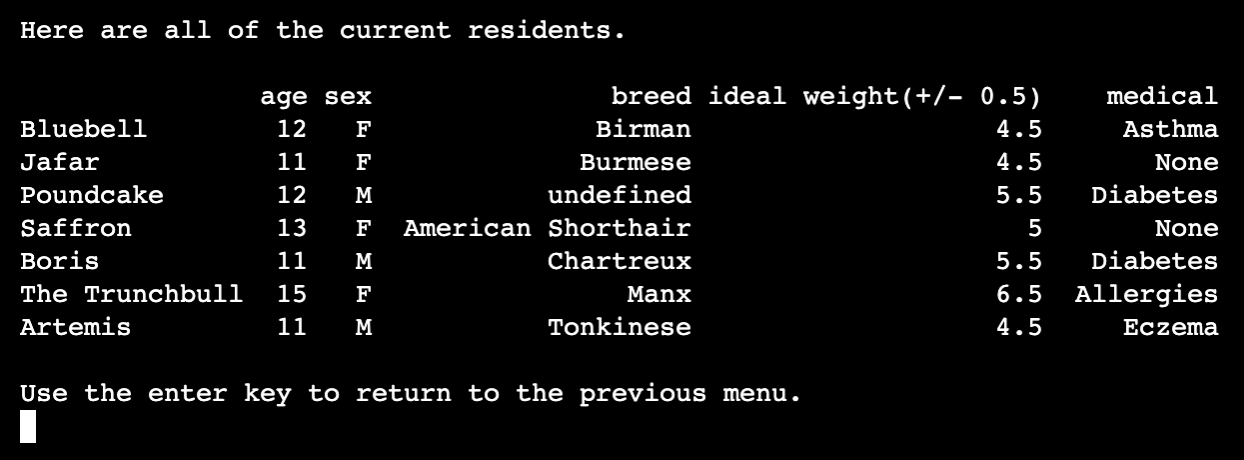 Here are all of the current residents.
age sex breed ideal weight(+/- 0.5) medical
Bluebell 12 F Birman 4.5 Asthma
Jafar 11 F Burmese 4.5 None
Poundcake 12 M undefined 5.5 Diabetes
Saffron 13 F American Shorthair 5 None
Boris 11 M Chartreux 5.5 Diabetes
The Trunchbull 15 F Manx 6.5 Allergies
Artemis 11 M Tonkinese 4.5 Eczema
Use the enter key to return to the previous menu.